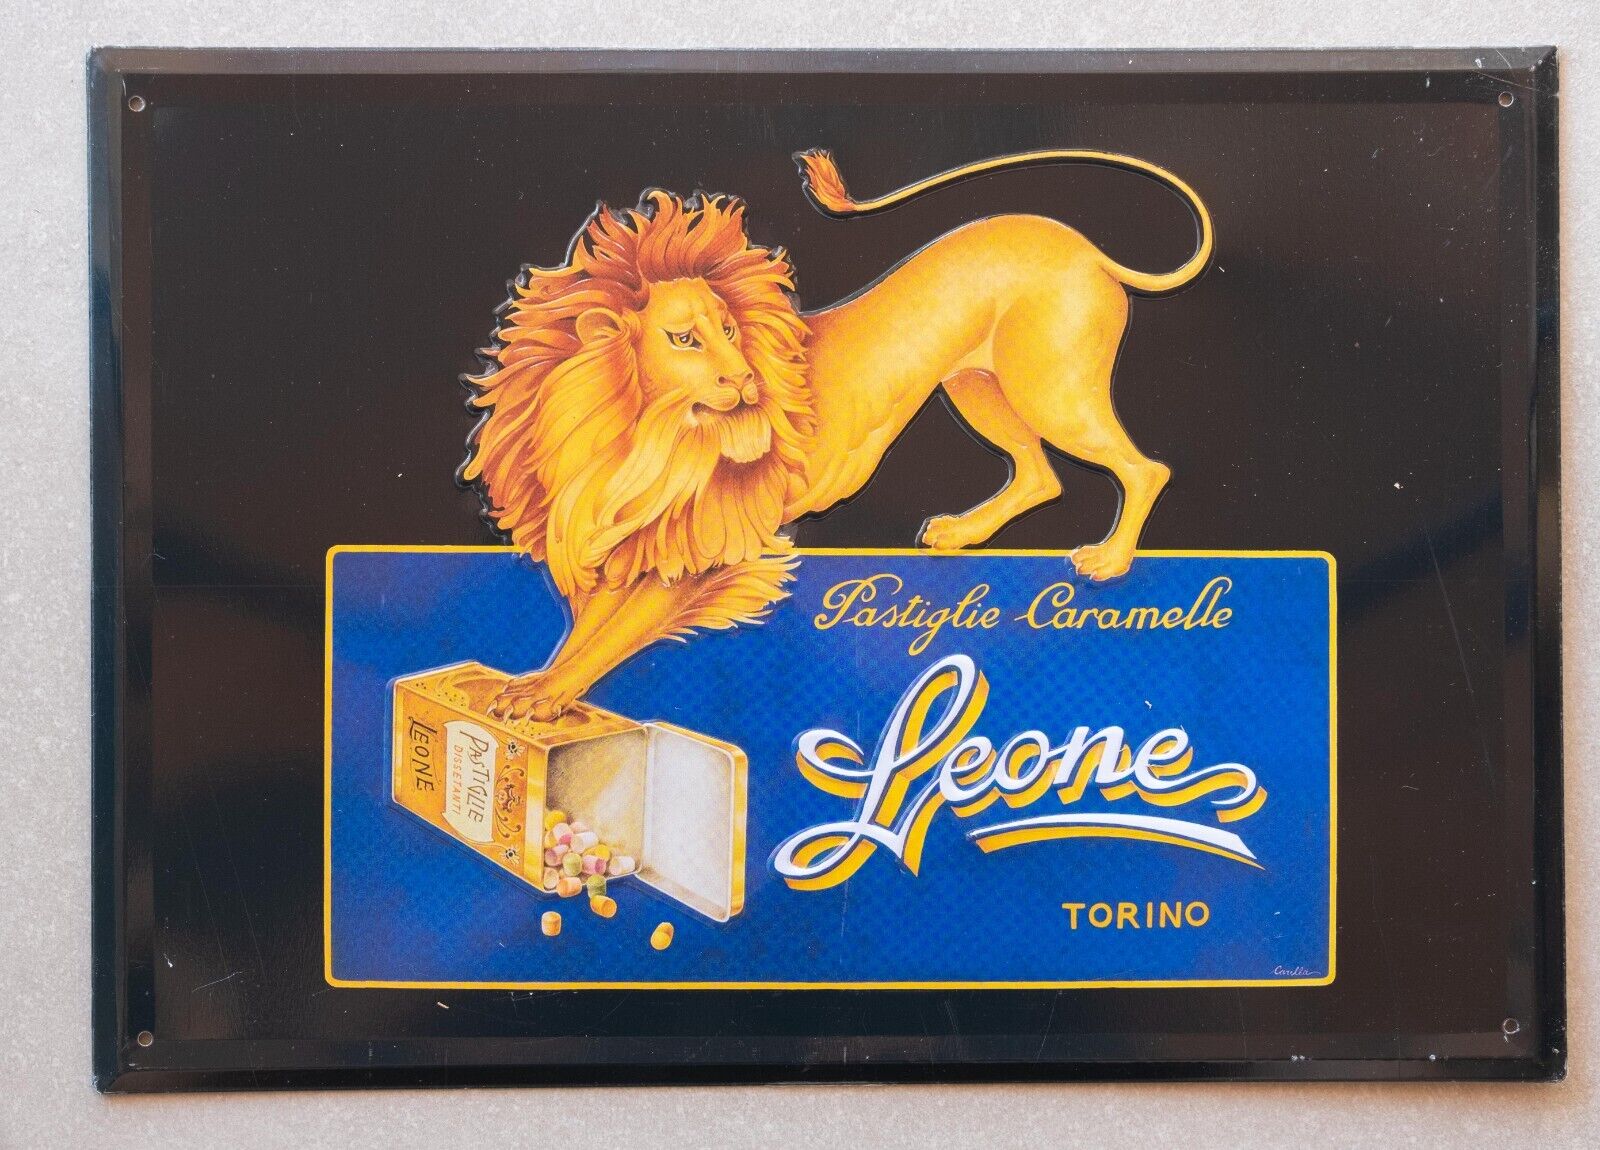 Pastiglie Caramelle
Leone
TORINO
PASTIGLIE
DISSETANTI
LEONE